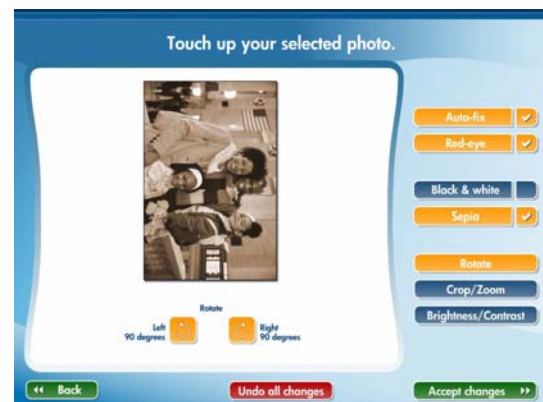 Touch up your selected photo.
Auto-fix
Red-eye
Black & white
Sepia
Rotate
Crop/Zoom
Brightness/Contrast
Rotate
Left
90 degrees
Right
90 degrees
Back
Undo all changes
Accept changes